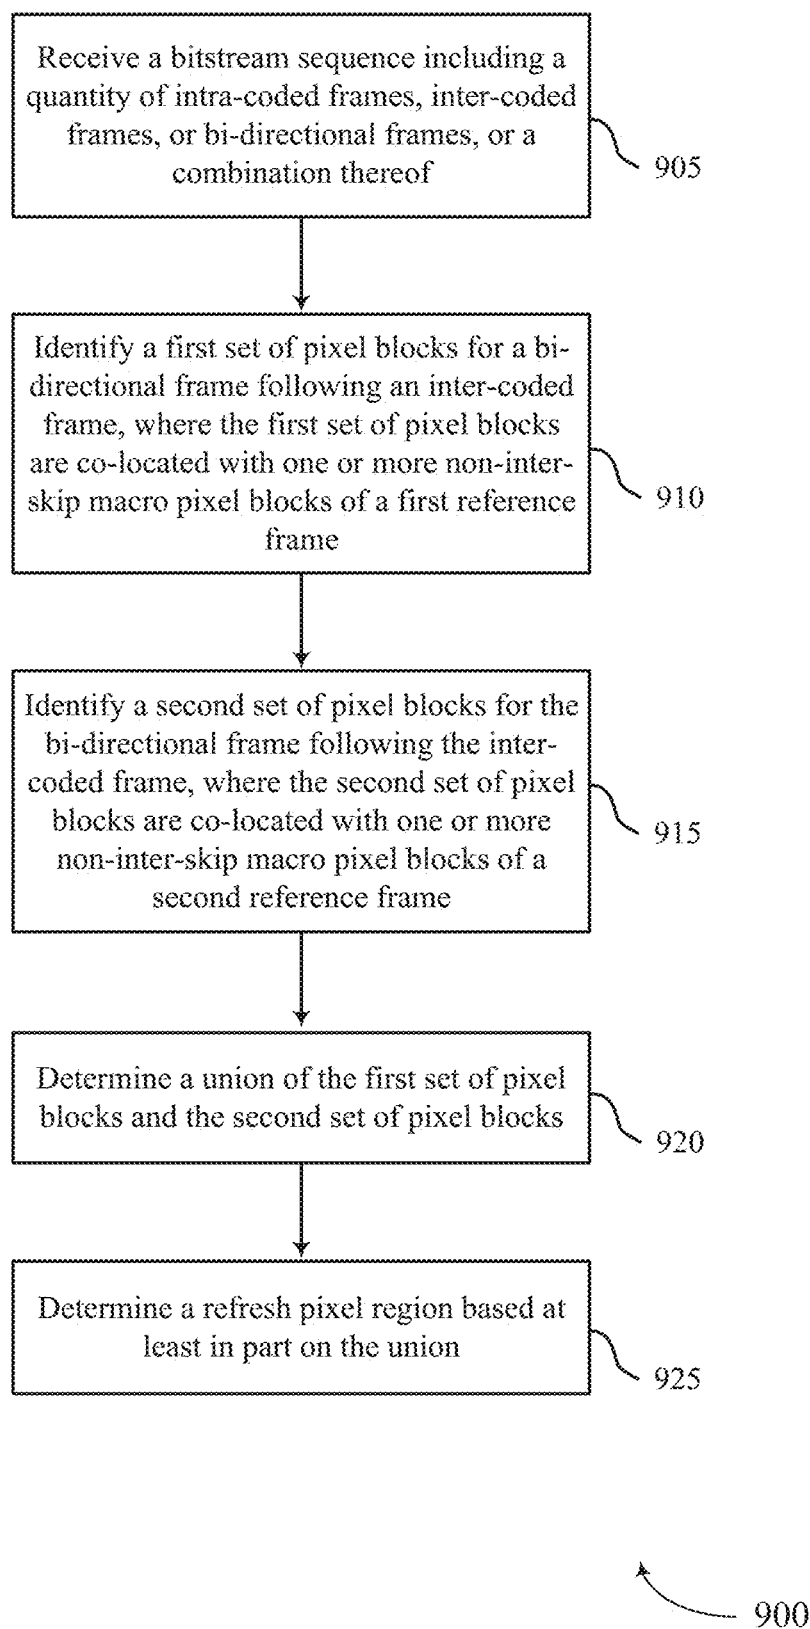 Receive a bitstream sequence including a
quantity of intra-coded frames, inter-coded
frames, or bi-directional frames, or a
combination thereof
905
Identify a first set of pixel blocks for a bi-
directional frame following an inter-coded
frame, where the first set of pixel blocks
are co-located with one or more non-inter-
skip macro pixel blocks of a first reference
frame
910
Identify a second set of pixel blocks for the
bi-directional frame following the inter-
coded frame, where the second set of pixel
blocks are co-located with one or more
non-inter-skip macro pixel blocks of a
second reference frame
915
Determine a union of the first set of pixel
blocks and the second set of pixel blocks
920
Determine a refresh pixel region based at
least in part on the union
925
900